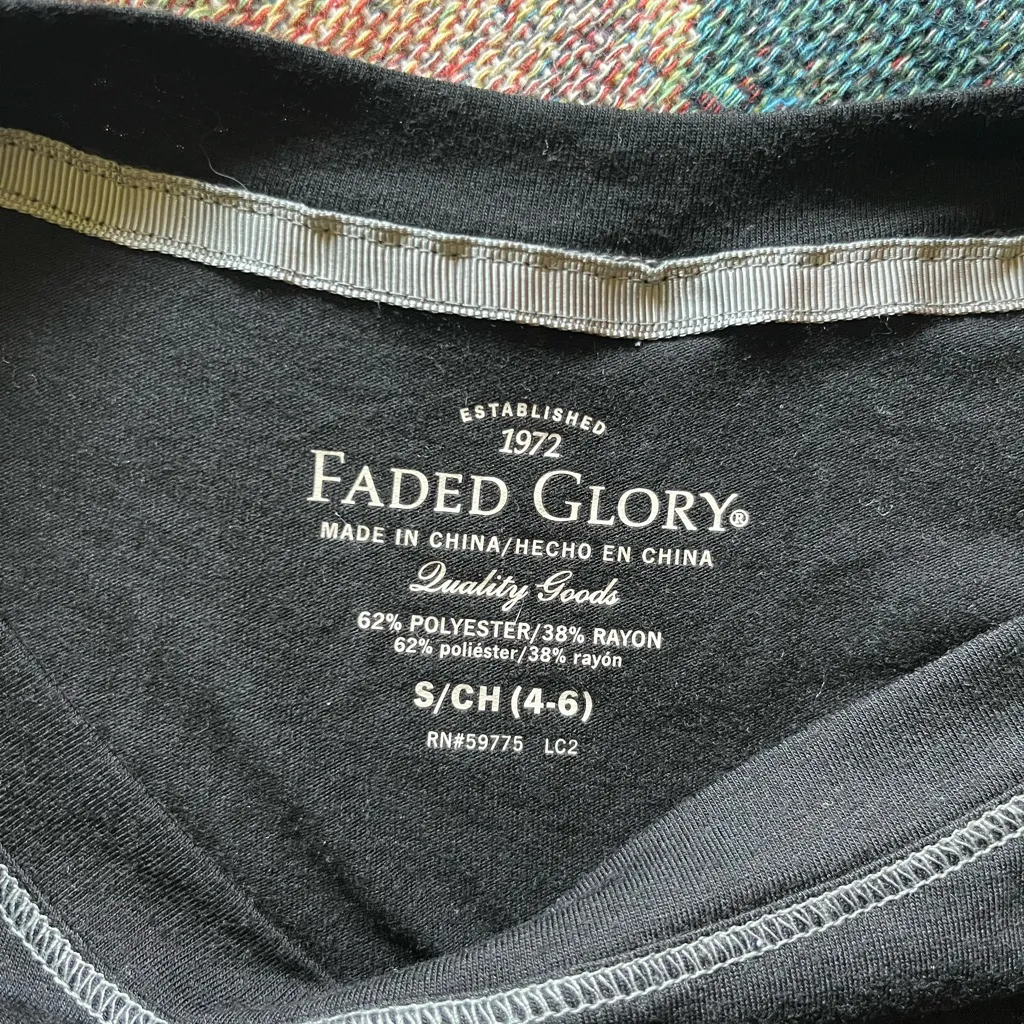 ESTABLISHED
1972
FADED GLORY®
MADE IN CHINA/HECHO EN CHINA
Quality Goods
62% POLYESTER/38% RAYON
62% poliéster/38% rayón
S/CH (4-6)
RN#59775 LC2